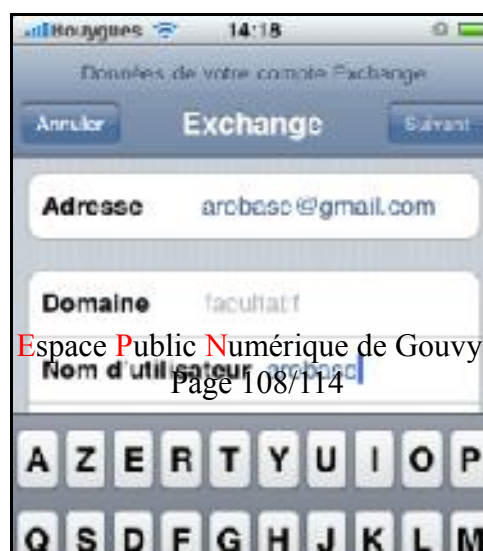 Bouygues 14:18
Données de votre compte Exchange
Annuler Exchange Suivant
Adresse arobase@gmail.com
Domaine facultatif
Espace Public Numérique de Gouvy
Nom d'utilisateur arobase
Page 108/114
A Z E R T Y U I O P
Q S D F G H J K L M